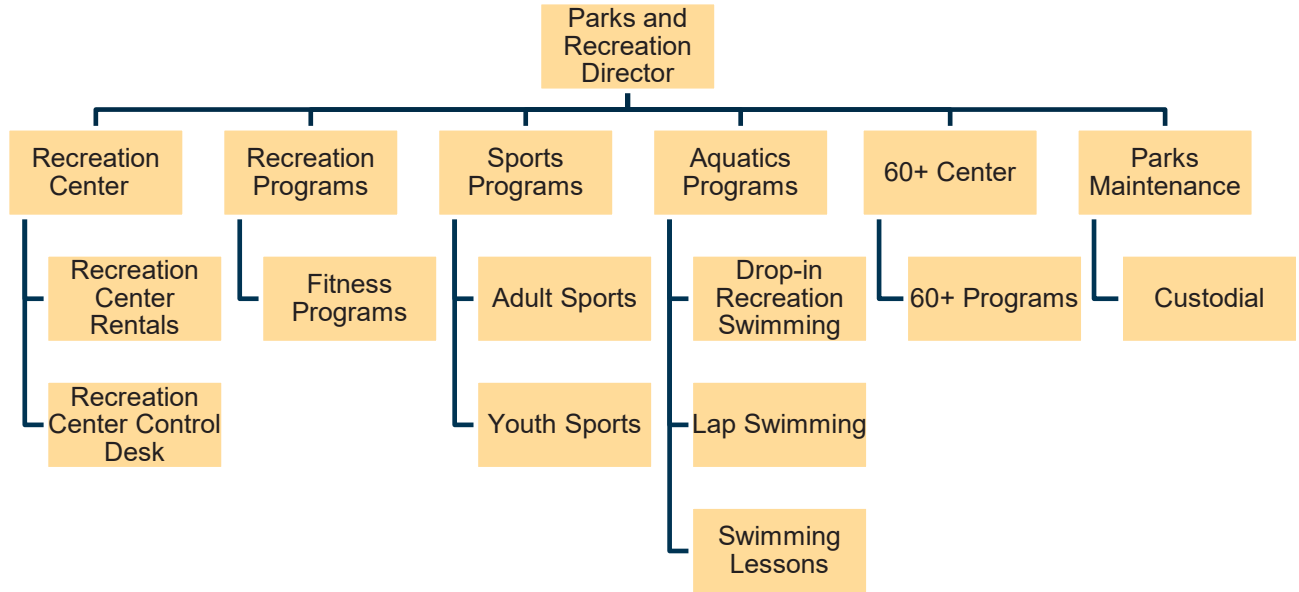 Parks and
Recreation
Director
Recreation
Center
Recreation
Programs
Sports
Programs
Aquatics
Programs
60+ Center
Parks
Maintenance
Recreation
Center
Rentals
Fitness
Programs
Adult Sports
Drop-in
Recreation
Swimming
60+ Programs
Custodial
Recreation
Center Control
Desk
Youth Sports
Lap Swimming
Swimming
Lessons